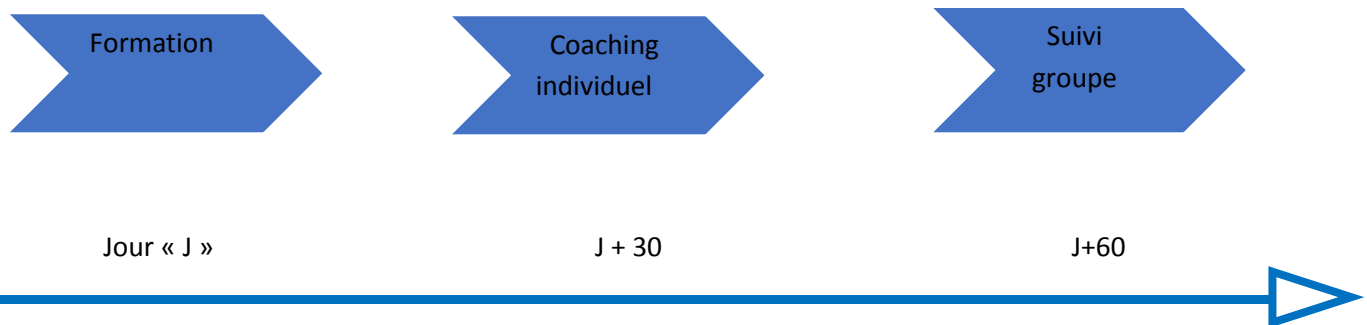 Formation
Coaching
individuel
Suivi
groupe
Jour « J »
J + 30
J+60